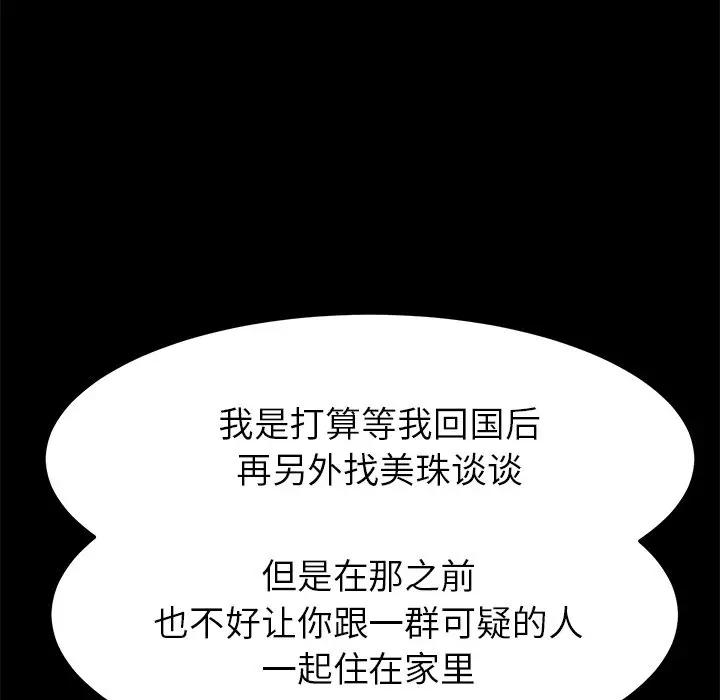 我是打算等我回国后
再另外找美珠谈谈
但是在那之前
也不好让你跟一群可疑的人
一起住在家里